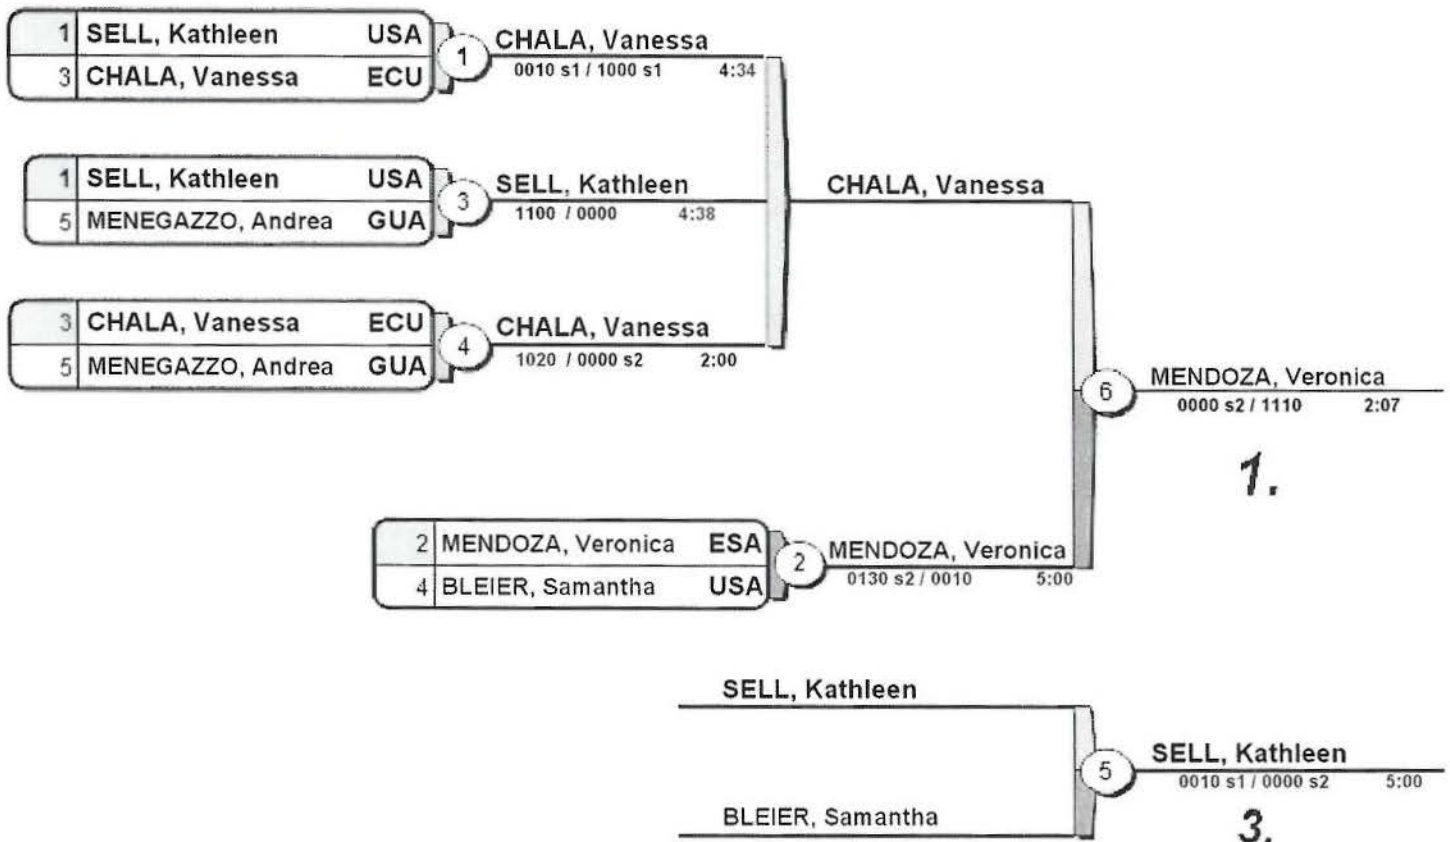 1 SELL, Kathleen USA
3 CHALA, Vanessa ECU
1
CHALA, Vanessa
0010 s1 / 1000 s1 4:34
1 SELL, Kathleen USA
5 MENEGAZZO, Andrea GUA
3
SELL, Kathleen
1100 / 0000 4:38
CHALA, Vanessa
3 CHALA, Vanessa ECU
5 MENEGAZZO, Andrea GUA
4
CHALA, Vanessa
1020 / 0000 s2 2:00
6
MENDOZA, Veronica
0000 s2 / 1110 2:07
1.
2 MENDOZA, Veronica ESA
4 BLEIER, Samantha USA
2
MENDOZA, Veronica
0130 s2 / 0010 5:00
SELL, Kathleen
5
SELL, Kathleen
0010 s1 / 0000 s2 5:00
BLEIER, Samantha
3.